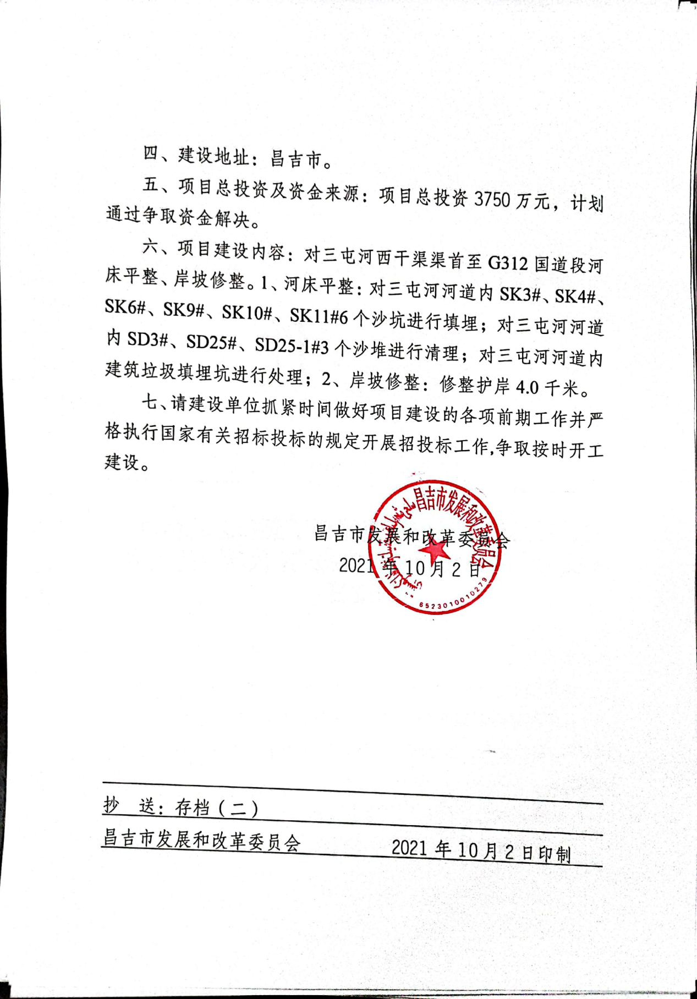 四、建设地址：昌吉市。
五、项目总投资及资金来源：项目总投资 3750 万元，计划
通过争取资金解决。
六、项目建设内容：对三屯河西干渠渠首至 G312 国道段河
床平整、岸坡修整。1、河床平整：对三屯河河道内 SK3#、SK4#、
SK6#、SK9#、SK10#、SK11#6 个沙坑进行填埋；对三屯河河道
内 SD3#、SD25#、SD25-1#3 个沙堆进行清理；对三屯河河道内
建筑垃圾填埋坑进行处理；2、岸坡修整：修整护岸 4.0 千米。
七、请建设单位抓紧时间做好项目建设的各项前期工作并严
格执行国家有关招标投标的规定开展招投标工作,争取按时开工
建设。
昌吉市发展和改革委员会
昌吉市发展和改革委员会
2021 年 10 月 2 日
6523010010279
抄　送：存档（二）
昌吉市发展和改革委员会　2021 年 10 月 2 日印制